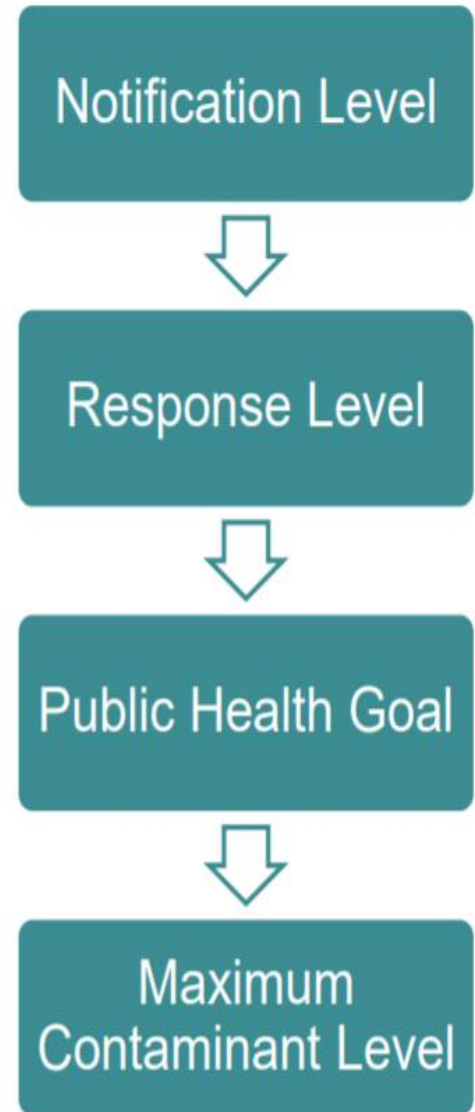 Notification Level
Response Level
Public Health Goal
Maximum
Contaminant Level